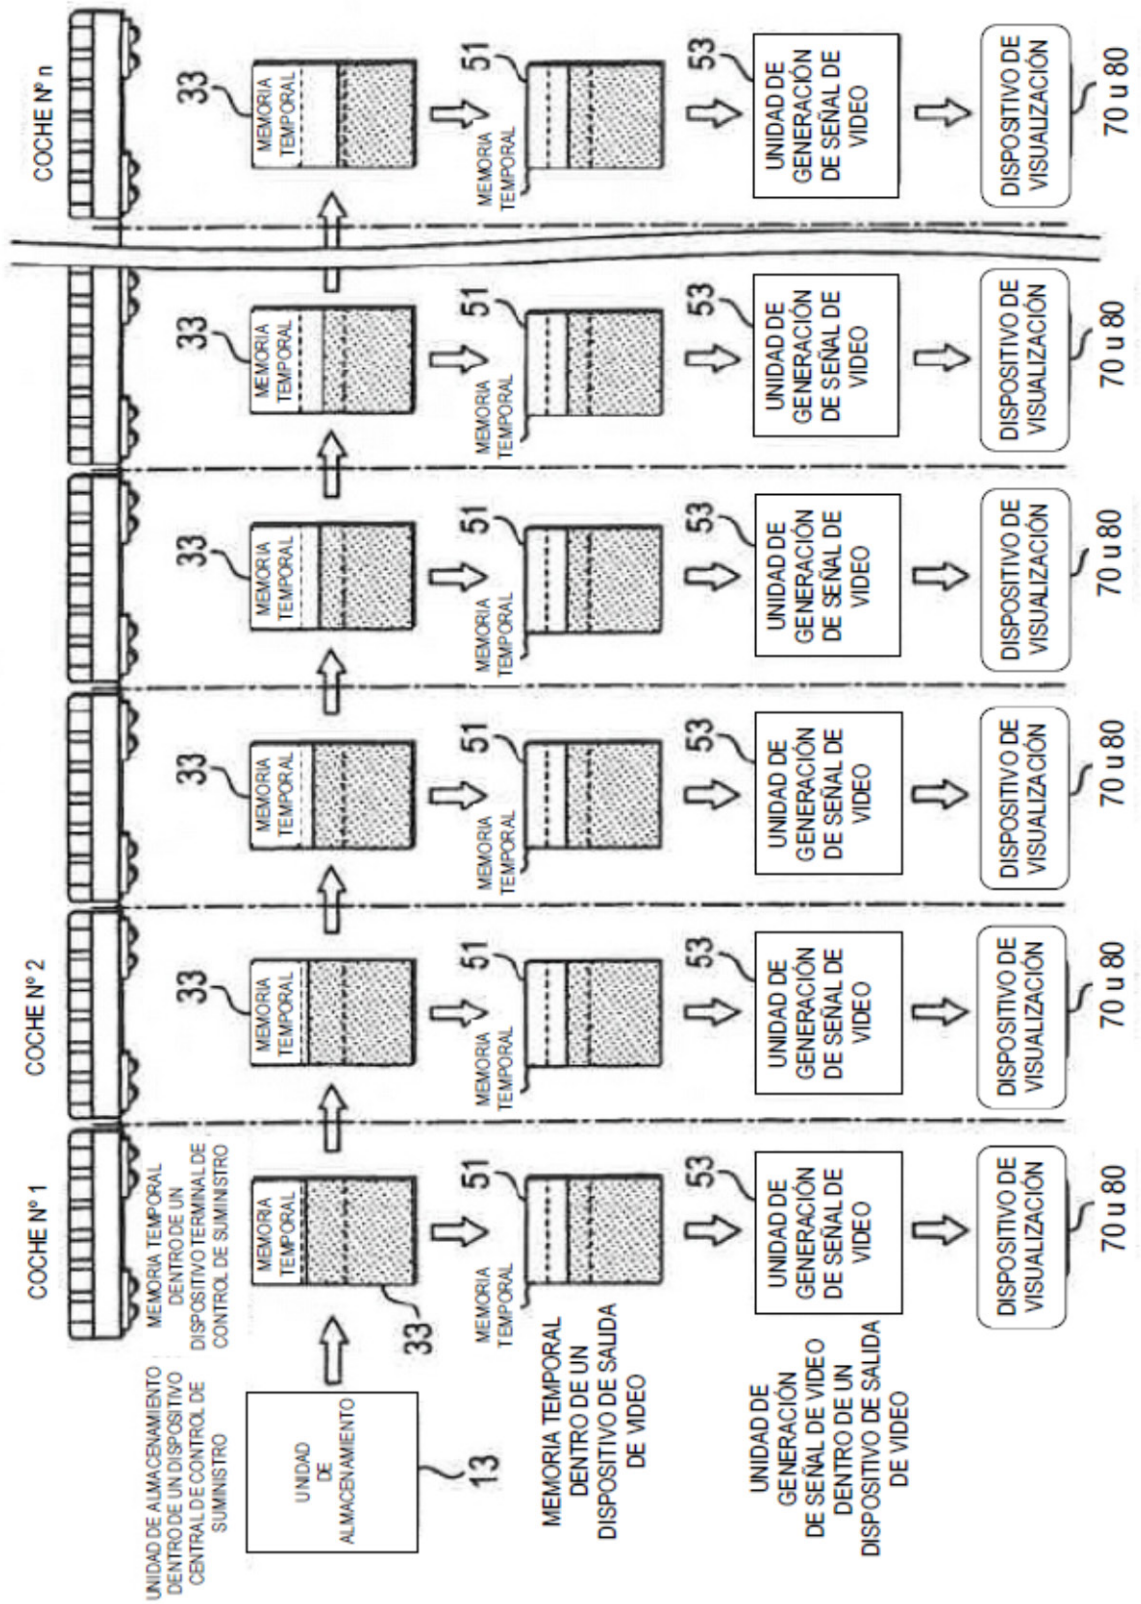 COCHE Nº 1
COCHE Nº 2
COCHE Nº n
UNIDAD DE ALMACENAMIENTO
DENTRO DE UN DISPOSITIVO
CENTRAL DE CONTROL DE
SUMINISTRO
MEMORIA TEMPORAL
DENTRO DE UN
DISPOSITIVO TERMINAL DE
CONTROL DE SUMINISTRO
UNIDAD
DE
ALMACENAMIENTO
13
MEMORIA
TEMPORAL
33
MEMORIA
TEMPORAL
33
MEMORIA
TEMPORAL
33
MEMORIA
TEMPORAL
33
MEMORIA
TEMPORAL
33
MEMORIA
TEMPORAL
33
MEMORIA TEMPORAL
DENTRO DE UN
DISPOSITIVO DE SALIDA
DE VIDEO
MEMORIA
TEMPORAL
51
MEMORIA
TEMPORAL
51
MEMORIA
TEMPORAL
51
MEMORIA
TEMPORAL
51
MEMORIA
TEMPORAL
51
MEMORIA
TEMPORAL
51
UNIDAD DE
GENERACIÓN
DE SEÑAL DE VIDEO
DENTRO DE UN
DISPOSITIVO DE SALIDA
DE VIDEO
UNIDAD DE
GENERACIÓN
DE SEÑAL DE
VIDEO
53
UNIDAD DE
GENERACIÓN
DE SEÑAL DE
VIDEO
53
UNIDAD DE
GENERACIÓN
DE SEÑAL DE
VIDEO
53
UNIDAD DE
GENERACIÓN
DE SEÑAL DE
VIDEO
53
UNIDAD DE
GENERACIÓN
DE SEÑAL DE
VIDEO
53
UNIDAD DE
GENERACIÓN
DE SEÑAL DE
VIDEO
53
DISPOSITIVO DE
VISUALIZACIÓN
70 u 80
DISPOSITIVO DE
VISUALIZACIÓN
70 u 80
DISPOSITIVO DE
VISUALIZACIÓN
70 u 80
DISPOSITIVO DE
VISUALIZACIÓN
70 u 80
DISPOSITIVO DE
VISUALIZACIÓN
70 u 80
DISPOSITIVO DE
VISUALIZACIÓN
70 u 80